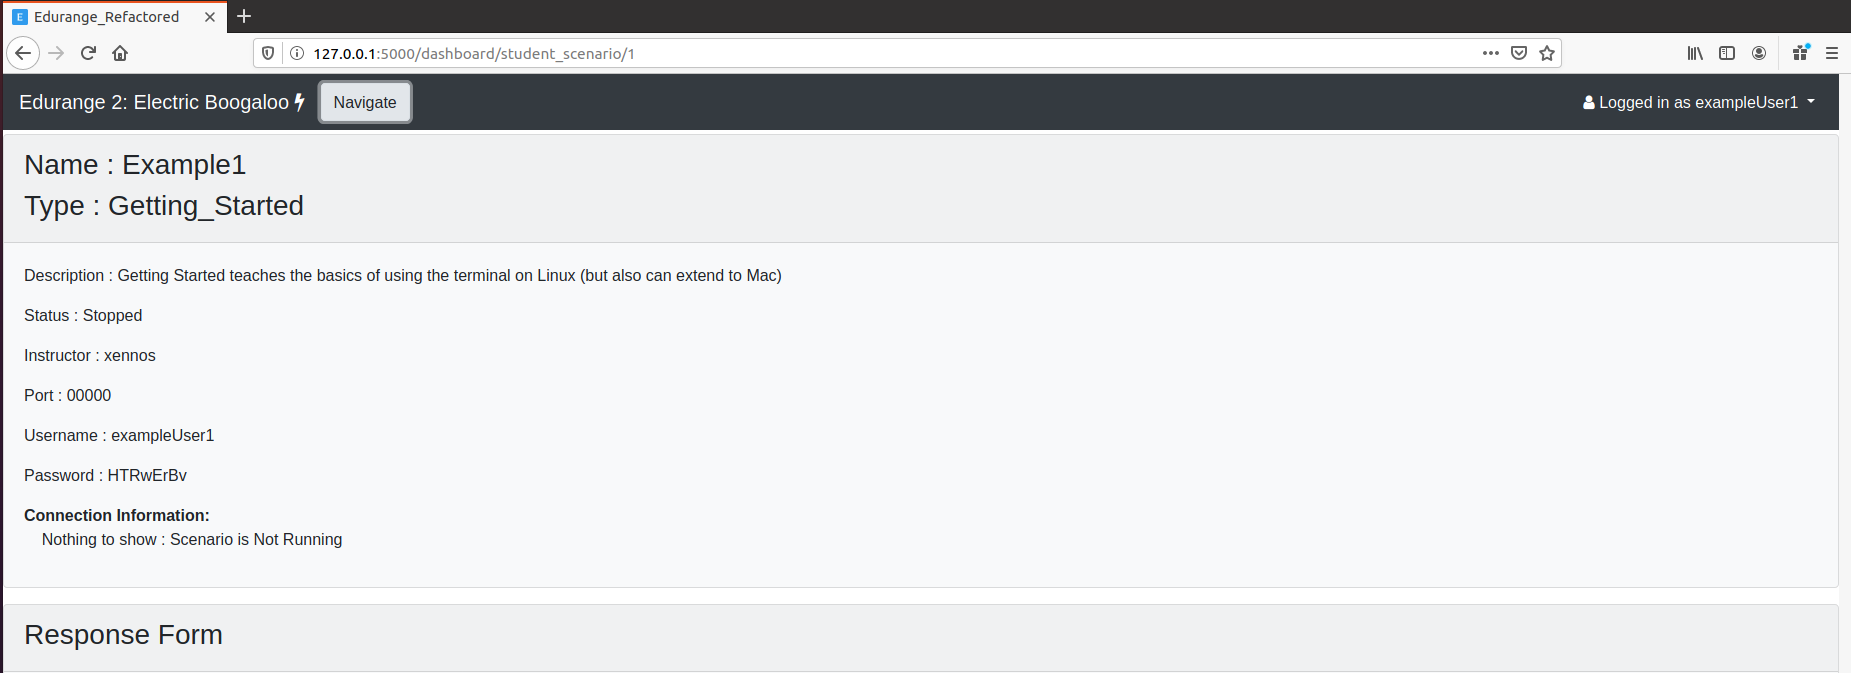 E Edurange_Refactored
127.0.0.1:5000/dashboard/student_scenario/1
Edurange 2: Electric Boogaloo Navigate Logged in as exampleUser1
Name : Example1
Type : Getting_Started
Description : Getting Started teaches the basics of using the terminal on Linux (but also can extend to Mac)
Status : Stopped
Instructor : xennos
Port : 00000
Username : exampleUser1
Password : HTRwErBv
Connection Information:
Nothing to show : Scenario is Not Running
Response Form